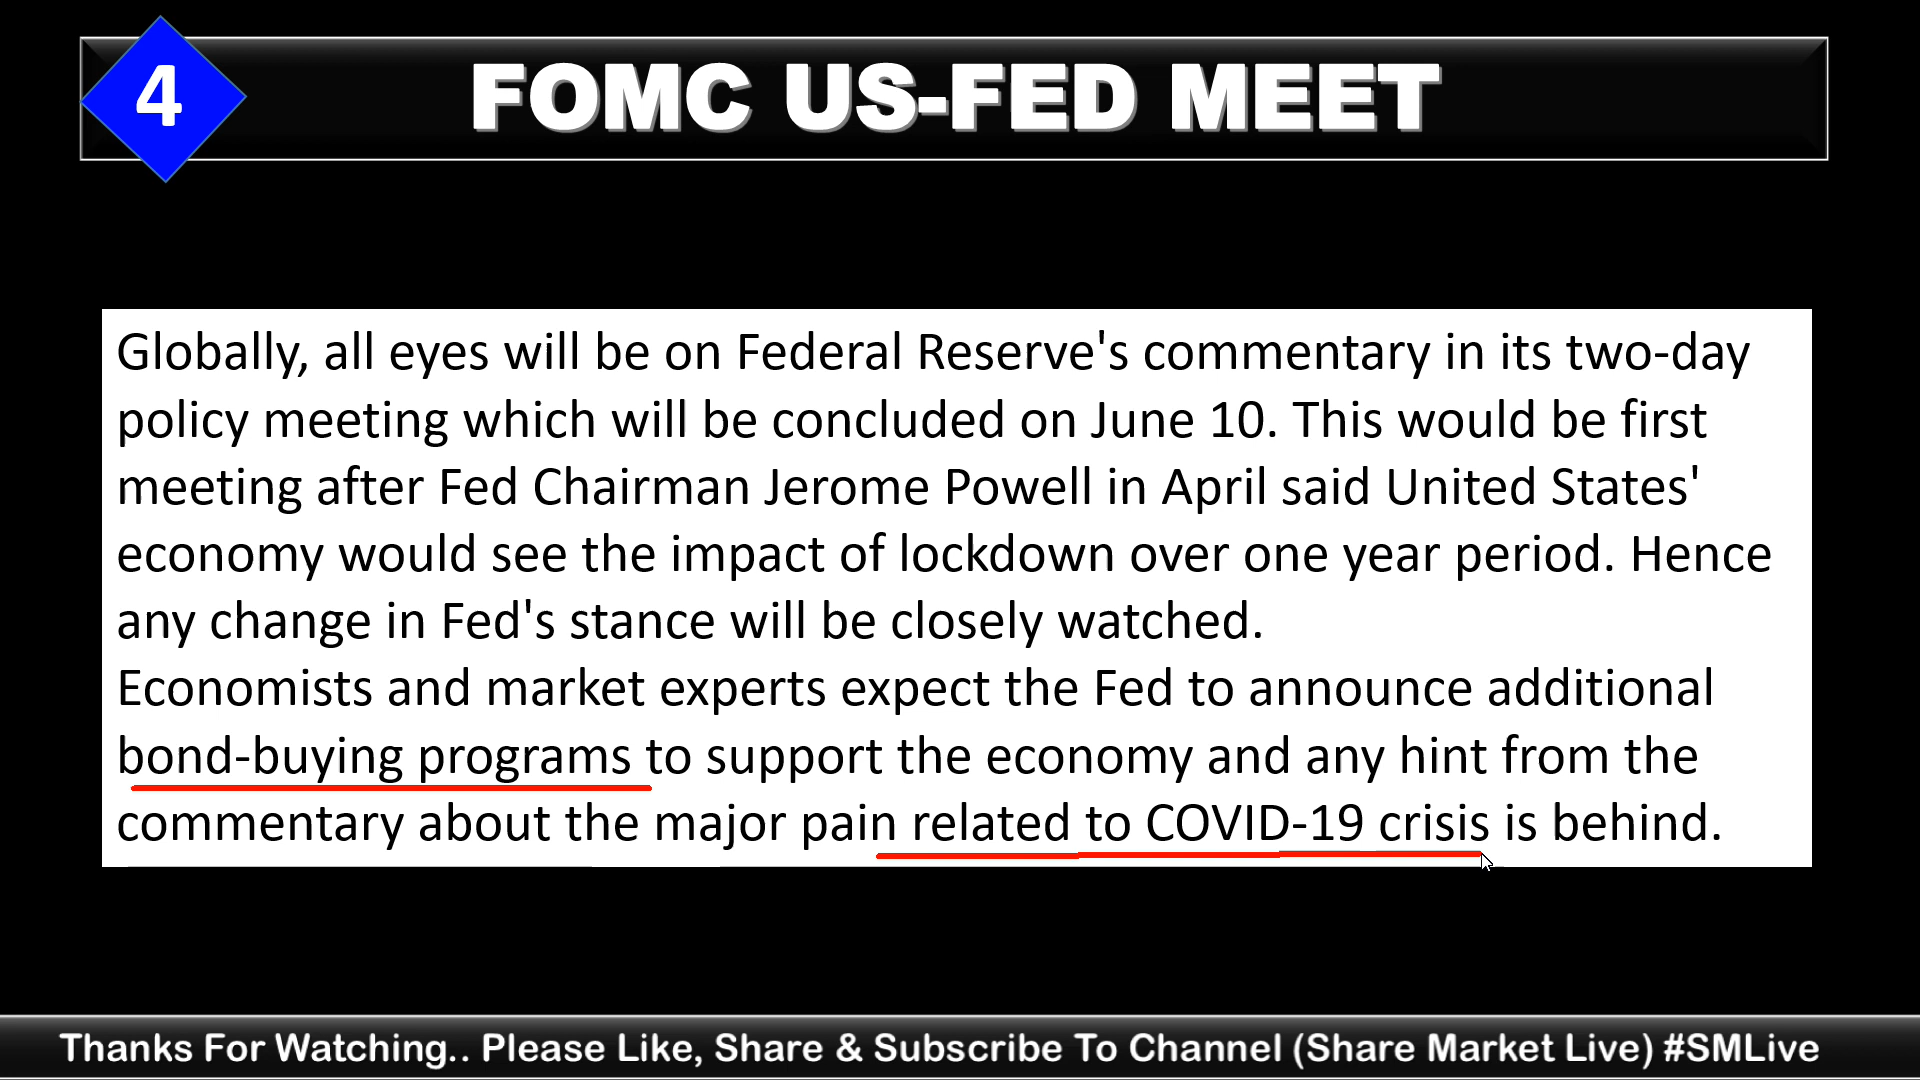 4
FOMC US-FED MEET
Globally, all eyes will be on Federal Reserve's commentary in its two-day
policy meeting which will be concluded on June 10. This would be first
meeting after Fed Chairman Jerome Powell in April said United States'
economy would see the impact of lockdown over one year period. Hence
any change in Fed's stance will be closely watched.
Economists and market experts expect the Fed to announce additional
bond-buying programs to support the economy and any hint from the
commentary about the major pain related to COVID-19 crisis is behind.
Thanks For Watching.. Please Like, Share & Subscribe To Channel (Share Market Live) #SMLive